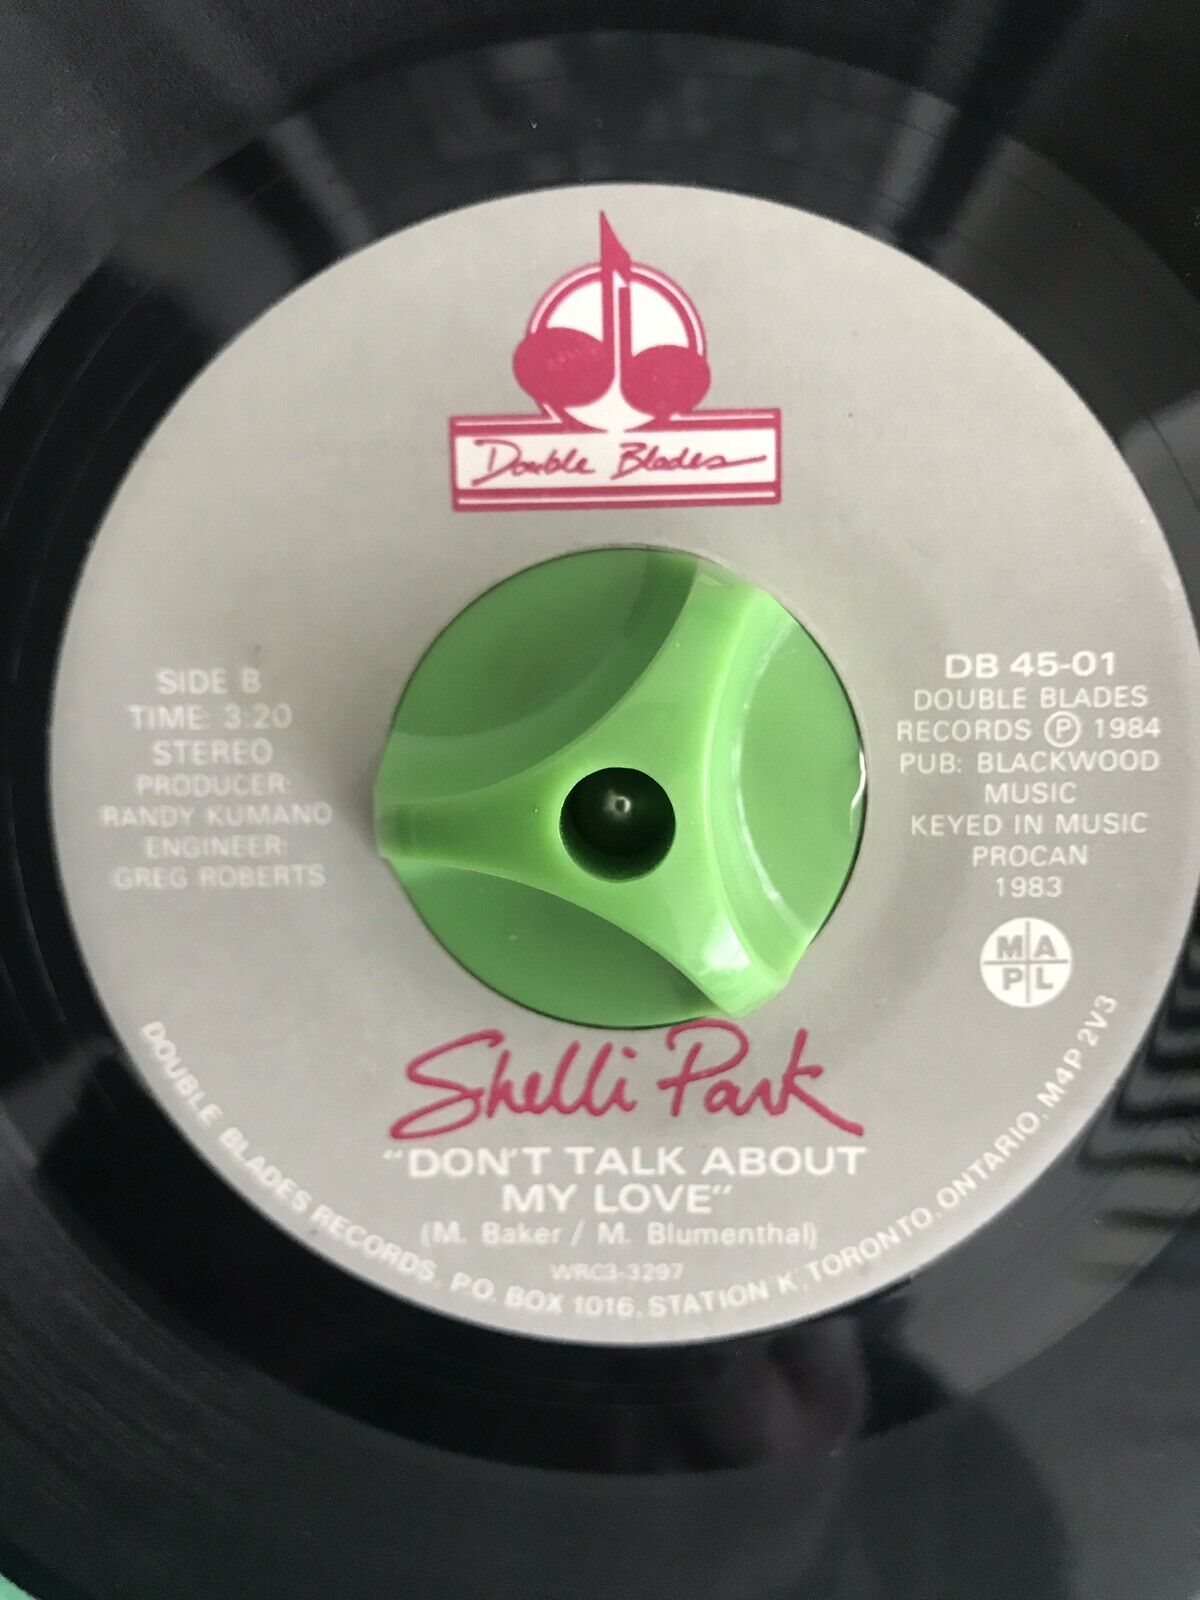 Double Blades
SIDE B
TIME: 3:20
STEREO
PRODUCER:
RANDY KUMANO
ENGINEER:
GREG ROBERTS
DB 45-01
DOUBLE BLADES
RECORDS Ⓟ 1984
PUB: BLACKWOOD
MUSIC
KEYED IN MUSIC
PROCAN
1983
M A
P L
Shelli Park
"DON'T TALK ABOUT
MY LOVE"
(M. Baker / M. Blumenthal)
WRC3-3297
DOUBLE BLADES RECORDS, P.O. BOX 1016, STATION K, TORONTO, ONTARIO, M4P 2V3